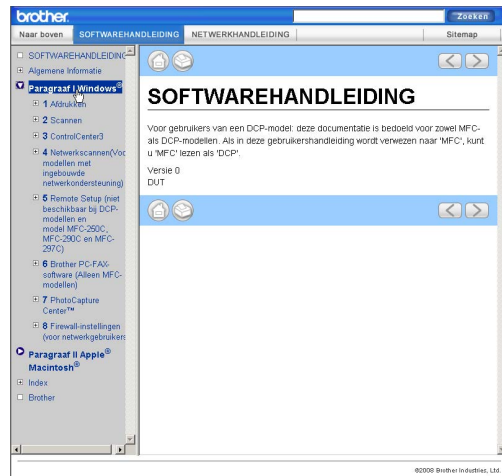 brother.
Zoeken
Naar boven
SOFTWAREHANDLEIDING
NETWERKHANDLEIDING
Sitemap
SOFTWAREHANDLEIDING
Algemene Informatie
Paragraaf I Windows®
1 Afdrukken
2 Scannen
3 ControlCenter3
4 Netwerkscannen(Voor
modellen met
ingebouwde
netwerkondersteuning)
5 Remote Setup (niet
beschikbaar bij DCP-
modellen en
model MFC-250C,
MFC-290C en MFC-
297C)
6 Brother PC-FAX-
software (Alleen MFC-
modellen)
7 PhotoCapture
Center™
8 Firewall-instellingen
(voor netwerkgebruikers
Paragraaf II Apple®
Macintosh®
Index
Brother
SOFTWAREHANDLEIDING
Voor gebruikers van een DCP-model: deze documentatie is bedoeld voor zowel MFC-
als DCP-modellen. Als in deze gebruikershandleiding wordt verwezen naar 'MFC', kunt
u 'MFC' lezen als 'DCP'.
Versie 0
DUT
©2008 Brother Industries, Ltd.